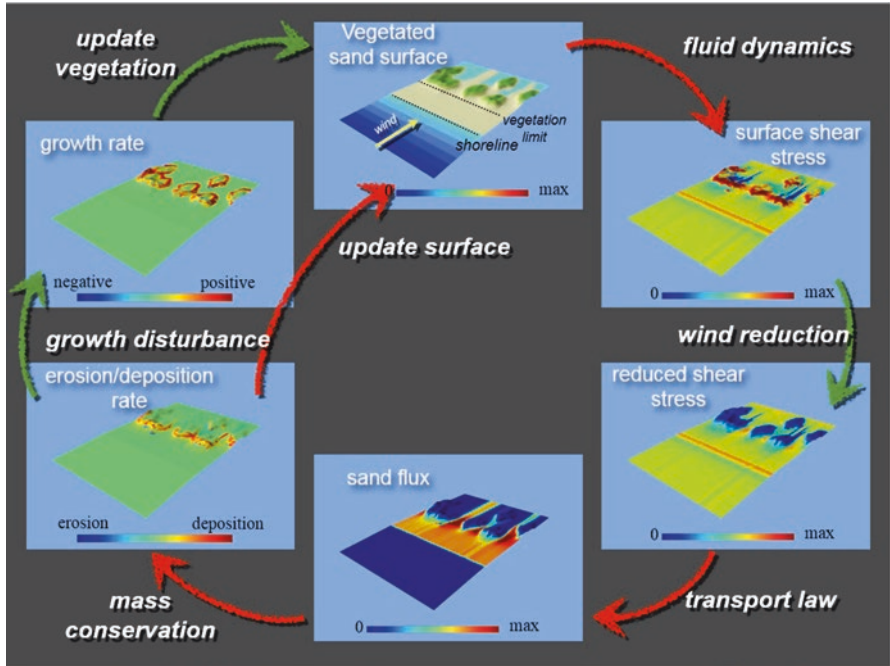 update
vegetation
Vegetated
sand surface
fluid dynamics
wind
shoreline
vegetation
limit
0 max
growth rate
negative positive
surface shear
stress
0 max
update surface
growth disturbance
wind reduction
erosion/deposition
rate
erosion deposition
reduced shear
stress
0 max
sand flux
0 max
mass
conservation
transport law